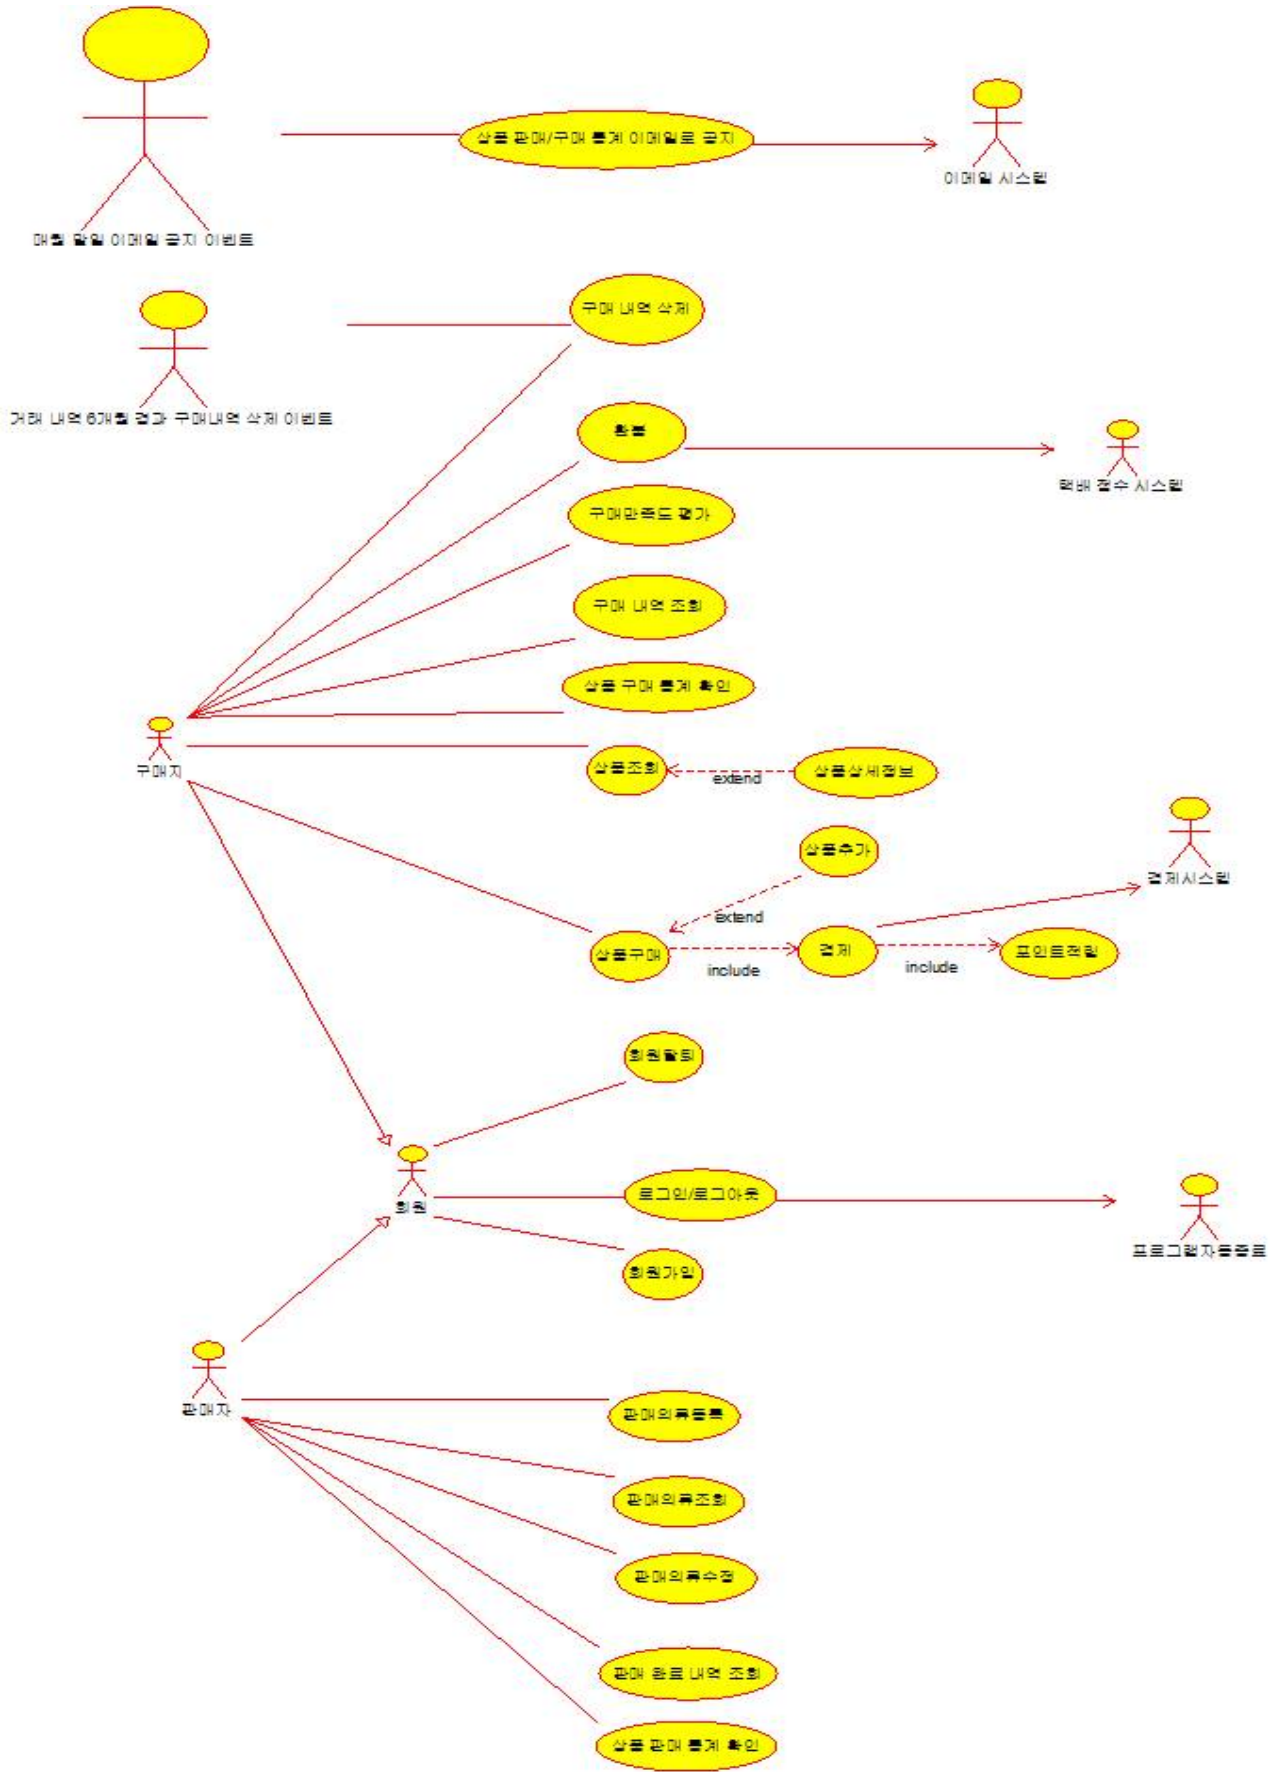 상품 판매/구매 통계 이메일로 공지
이메일 시스템
매월 말일 이메일 공지 이벤트
구매 내역 삭제
거래 내역 6개월 경과 구매내역 삭제 이벤트
환불
택배 접수 시스템
구매만족도 평가
구매 내역 조회
상품 구매 통계 확인
구매자
상품조회
extend
상품상세정보
상품추가
결제시스템
extend
상품구매
include
결제
include
포인트적립
회원탈퇴
회원
로그인/로그아웃
프로그램자동종료
회원가입
판매자
판매의류등록
판매의류조회
판매의류수정
판매 완료 내역 조회
상품 판매 통계 확인